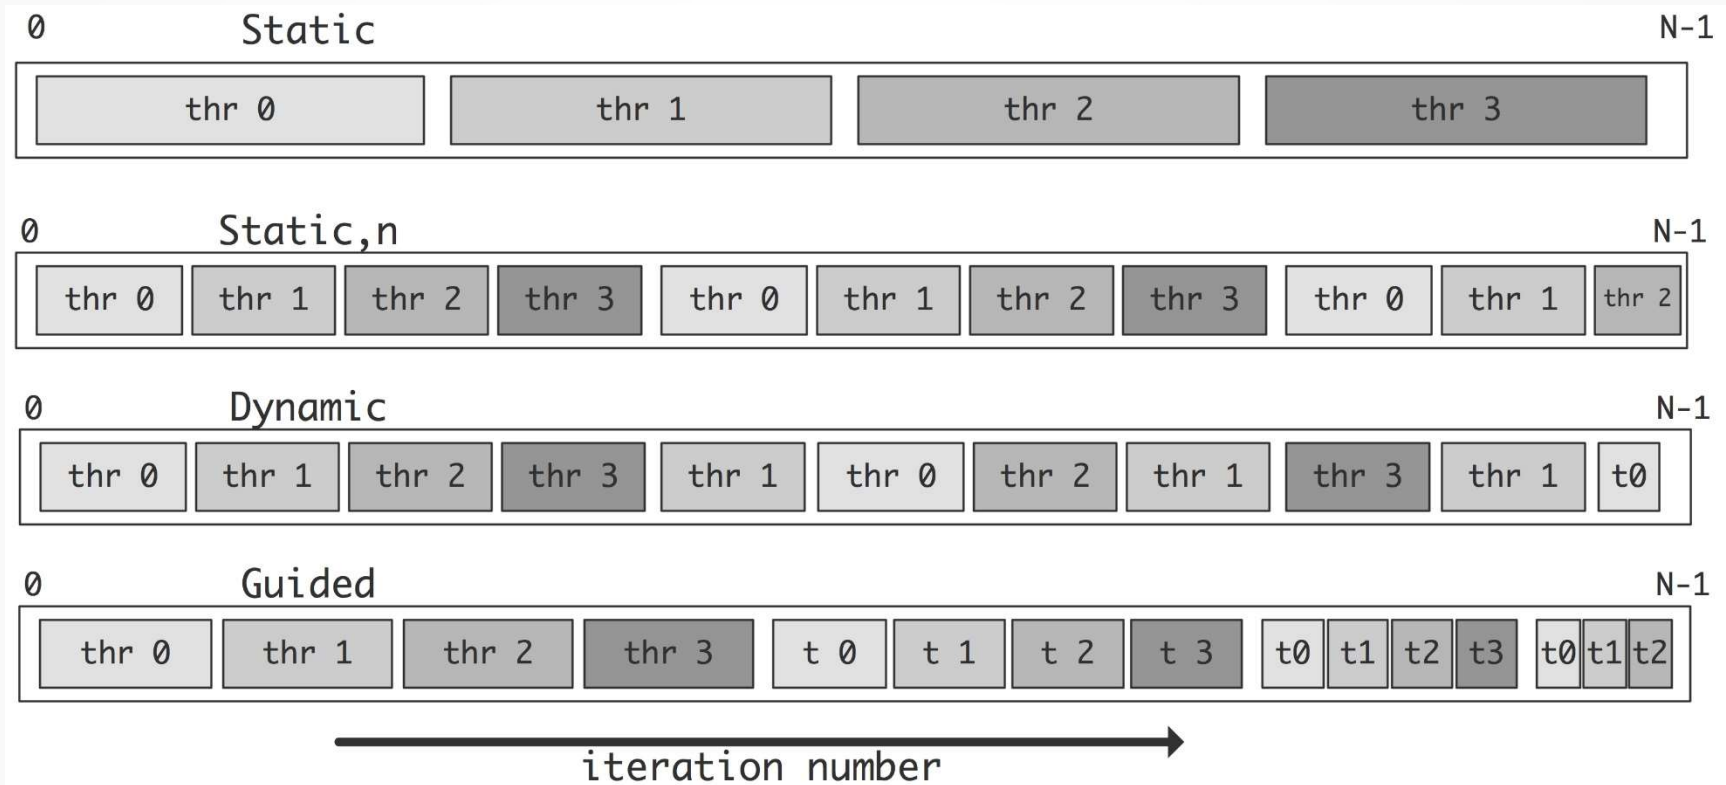 0 Static N-1
thr 0 thr 1 thr 2 thr 3
0 Static,n N-1
thr 0 thr 1 thr 2 thr 3 thr 0 thr 1 thr 2 thr 3 thr 0 thr 1 thr 2
0 Dynamic N-1
thr 0 thr 1 thr 2 thr 3 thr 1 thr 0 thr 2 thr 1 thr 3 thr 1 t0
0 Guided N-1
thr 0 thr 1 thr 2 thr 3 t 0 t 1 t 2 t 3 t0 t1 t2 t3 t0 t1 t2
iteration number